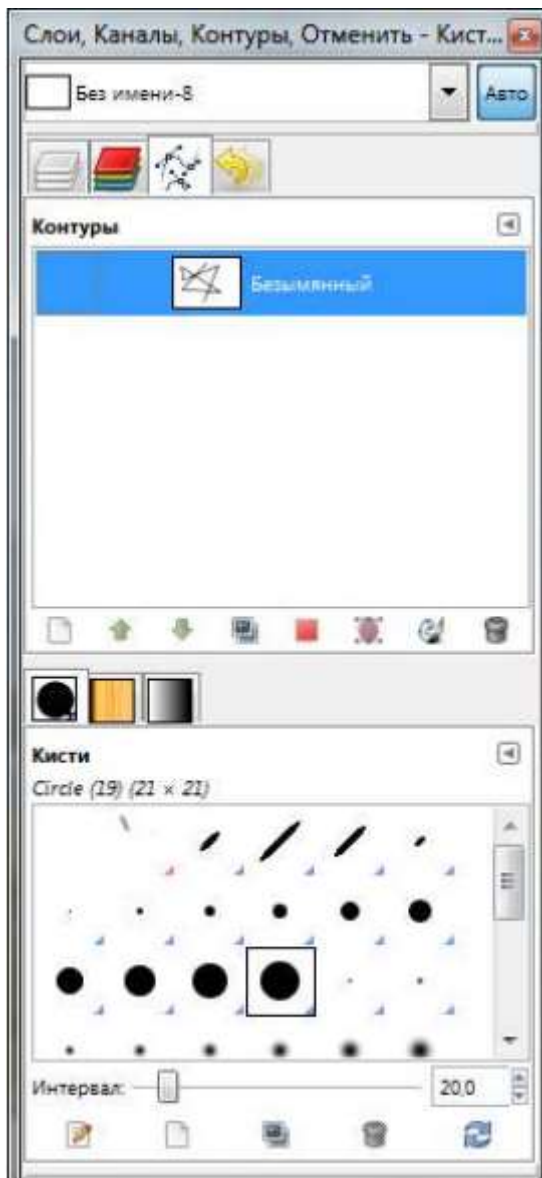 Слои, Каналы, Контуры, Отменить - Кист...
Без имени-8
Авто
Контуры
Безымянный
Кисти
Circle (19) (21 × 21)
Интервал:
20,0